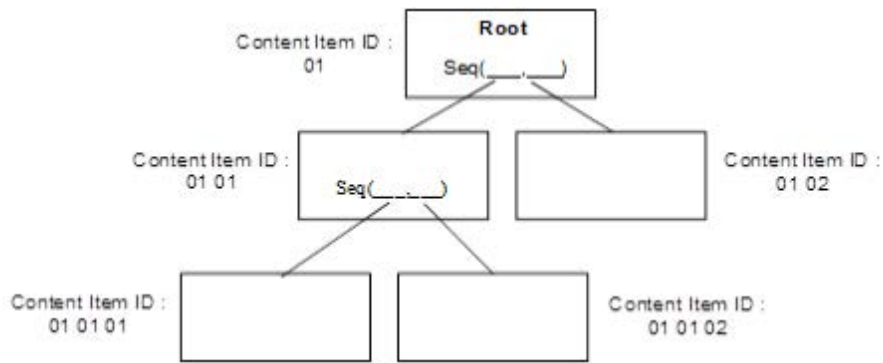 Root
Content Item ID :
01
Seq(___,___)
Content Item ID :
01 01
Seq(___,___)
Content Item ID :
01 02
Content Item ID :
01 01 01
Content Item ID :
01 01 02